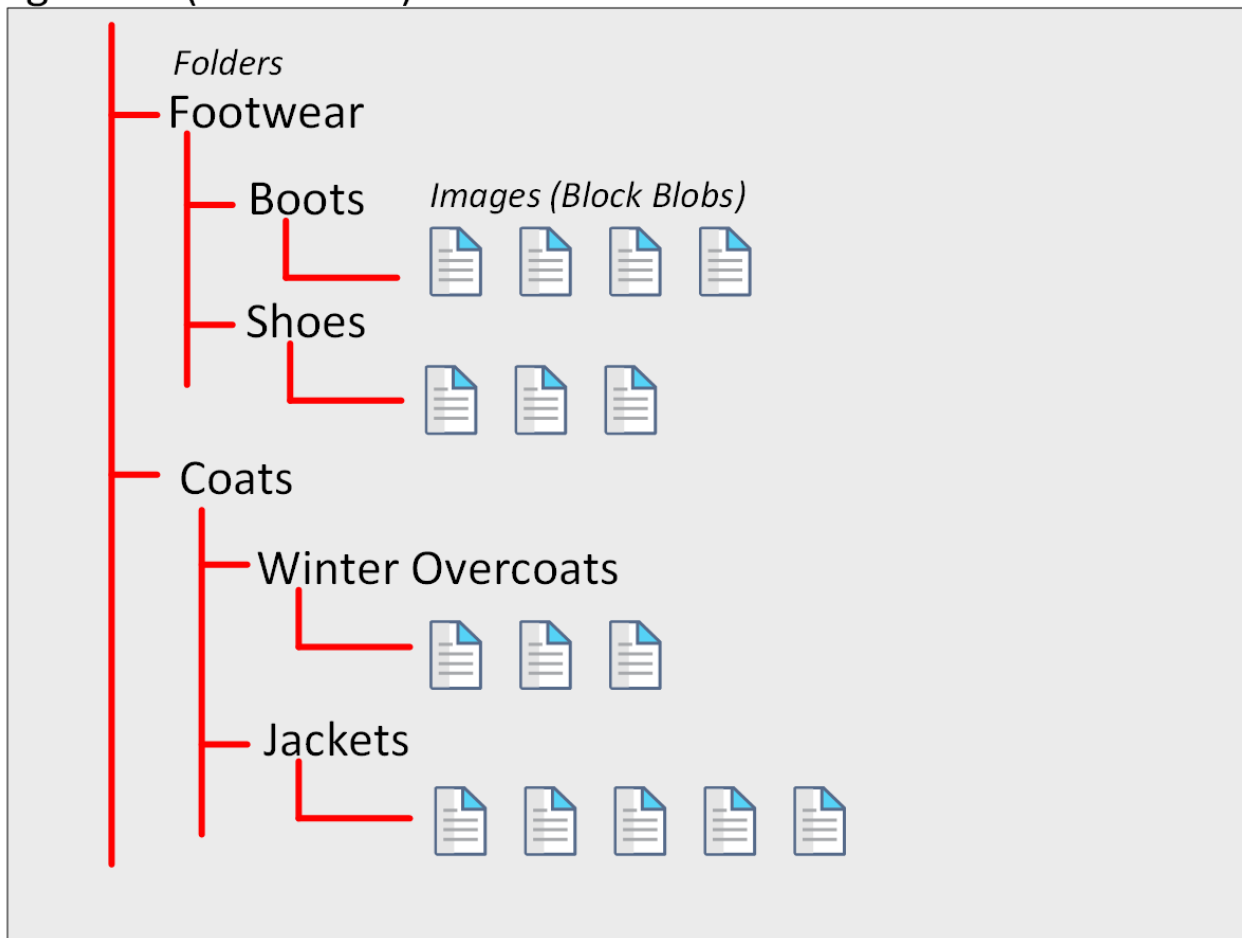 Folders
Footwear
Boots
Images (Block Blobs)
Shoes
Coats
Winter Overcoats
Jackets